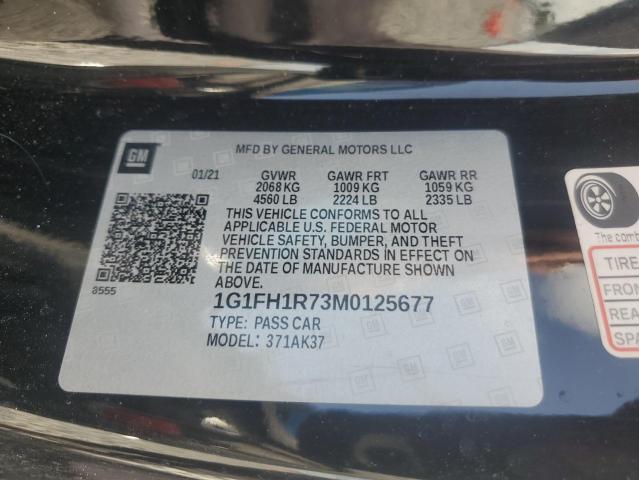 GM
MFD BY GENERAL MOTORS LLC
01/21 GVWR GAWR FRT GAWR RR
2068 KG 1009 KG 1059 KG
4560 LB 2224 LB 2335 LB
THIS VEHICLE CONFORMS TO ALL
APPLICABLE U.S. FEDERAL MOTOR
VEHICLE SAFETY, BUMPER, AND THEFT
PREVENTION STANDARDS IN EFFECT ON
THE DATE OF MANUFACTURE SHOWN
ABOVE.
8555
1G1FH1R73M0125677
TYPE: PASS CAR
MODEL: 371AK37
The comb
TIRE
FRO
REA
SPA